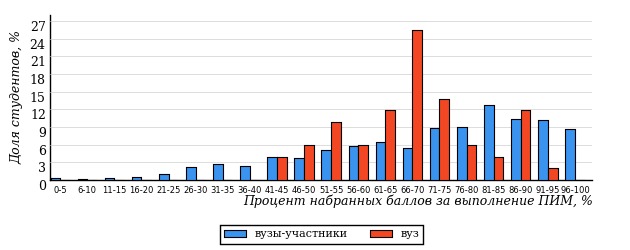 Доля студентов, %
27
24
21
18
15
12
9
6
3
0
0-5 6-10 11-15 16-20 21-25 26-30 31-35 36-40 41-45 46-50 51-55 56-60 61-65 66-70 71-75 76-80 81-85 86-90 91-95 96-100
Процент набранных баллов за выполнение ПИМ, %
вузы-участники вуз